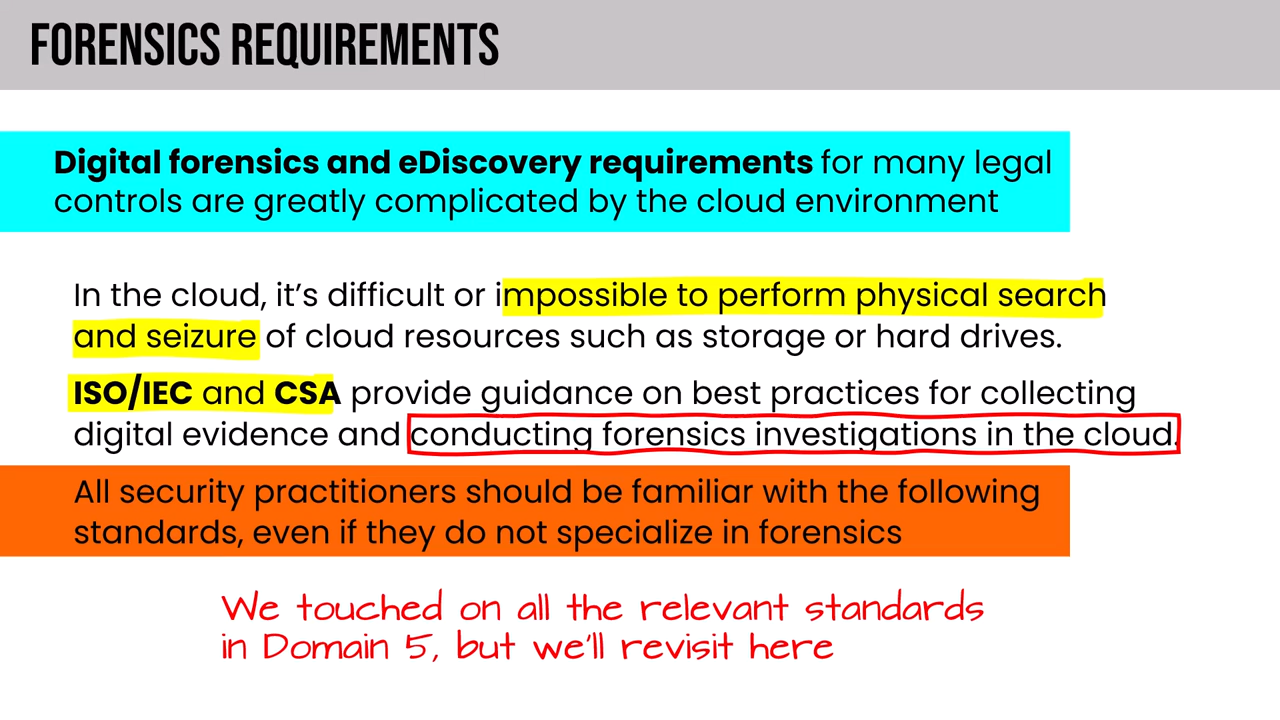 FORENSICS REQUIREMENTS
Digital forensics and eDiscovery requirements for many legal
controls are greatly complicated by the cloud environment
In the cloud, it's difficult or impossible to perform physical search
and seizure of cloud resources such as storage or hard drives.
ISO/IEC and CSA provide guidance on best practices for collecting
digital evidence and conducting forensics investigations in the cloud.
All security practitioners should be familiar with the following
standards, even if they do not specialize in forensics
We touched on all the relevant standards
in Domain 5, but we'll revisit here